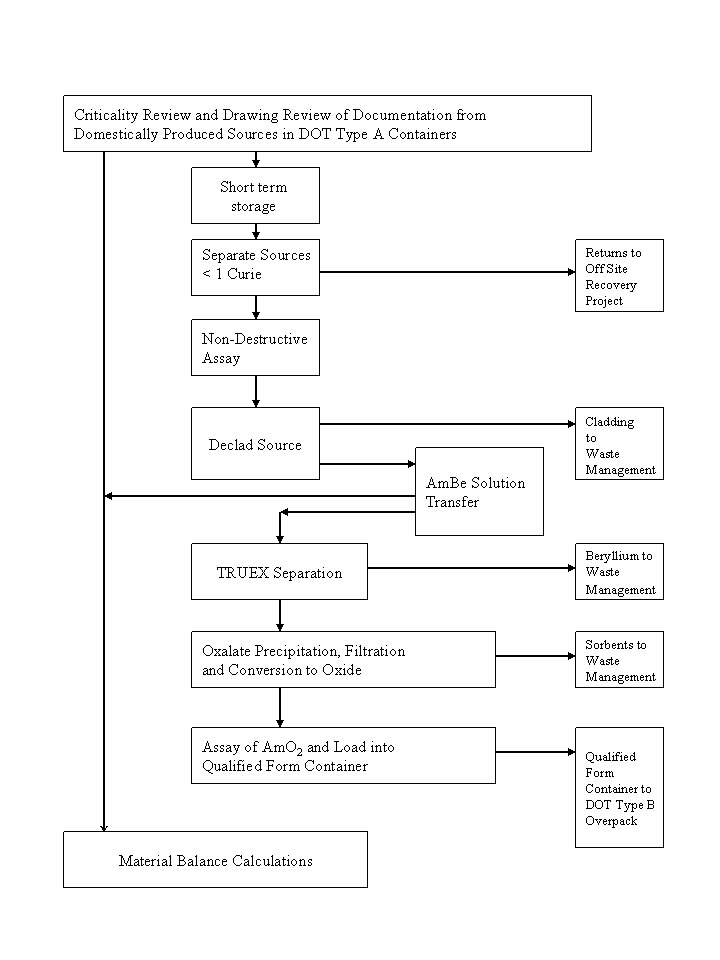 Criticality Review and Drawing Review of Documentation from
Domestically Produced Sources in DOT Type A Containers
Short term
storage
Separate Sources
< 1 Curie
Returns to
Off Site
Recovery
Project
Non-Destructive
Assay
Declad Source
Cladding
to
Waste
Management
AmBe Solution
Transfer
TRUEX Separation
Beryllium to
Waste
Management
Oxalate Precipitation, Filtration
and Conversion to Oxide
Sorbents to
Waste
Management
Assay of AmO₂ and Load into
Qualified Form Container
Qualified
Form
Container to
DOT Type B
Overpack
Material Balance Calculations